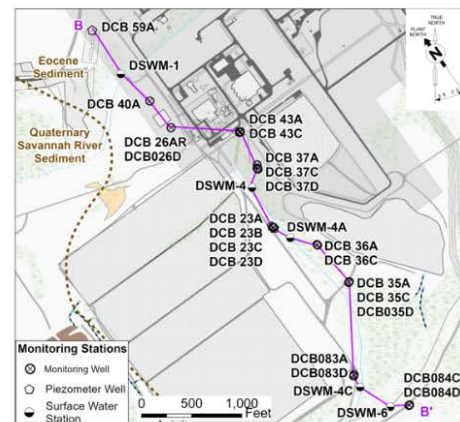 B
DCB 59A
TRUE
NORTH
PLANT
NORTH
N
Eocene
Sediment
DSWM-1
DCB 40A
Quaternary
Savannah River
Sediment
DCB 26AR
DCB026D
DCB 43A
DCB 43C
DCB 37A
DCB 37C
DCB 37D
DSWM-4
DCB 23A
DCB 23B
DCB 23C
DCB 23D
DSWM-4A
DCB 36A
DCB 36C
DCB 35A
DCB 35C
DCB035D
Monitoring Stations
Monitoring Well
Piezometer Well
Surface Water
Station
0 500 1,000
Feet
DCB083A
DCB083D
DSWM-4C
DSWM-6
DCB084C
DCB084D
B'